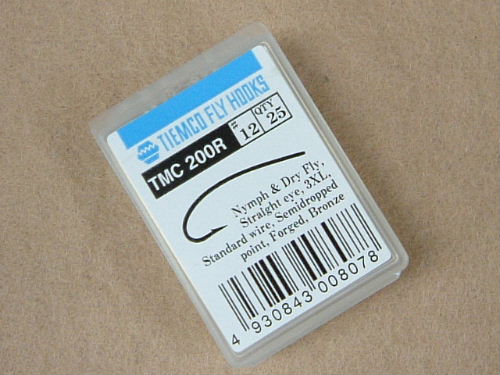 TIEMCO FLY HOOKS
TMC 200R # 12 QTY 25
Nymph & Dry Fly,
Straight eye, 3XL,
Standard wire, Semidropped
point, Forged, Bronze
4 930843 008078